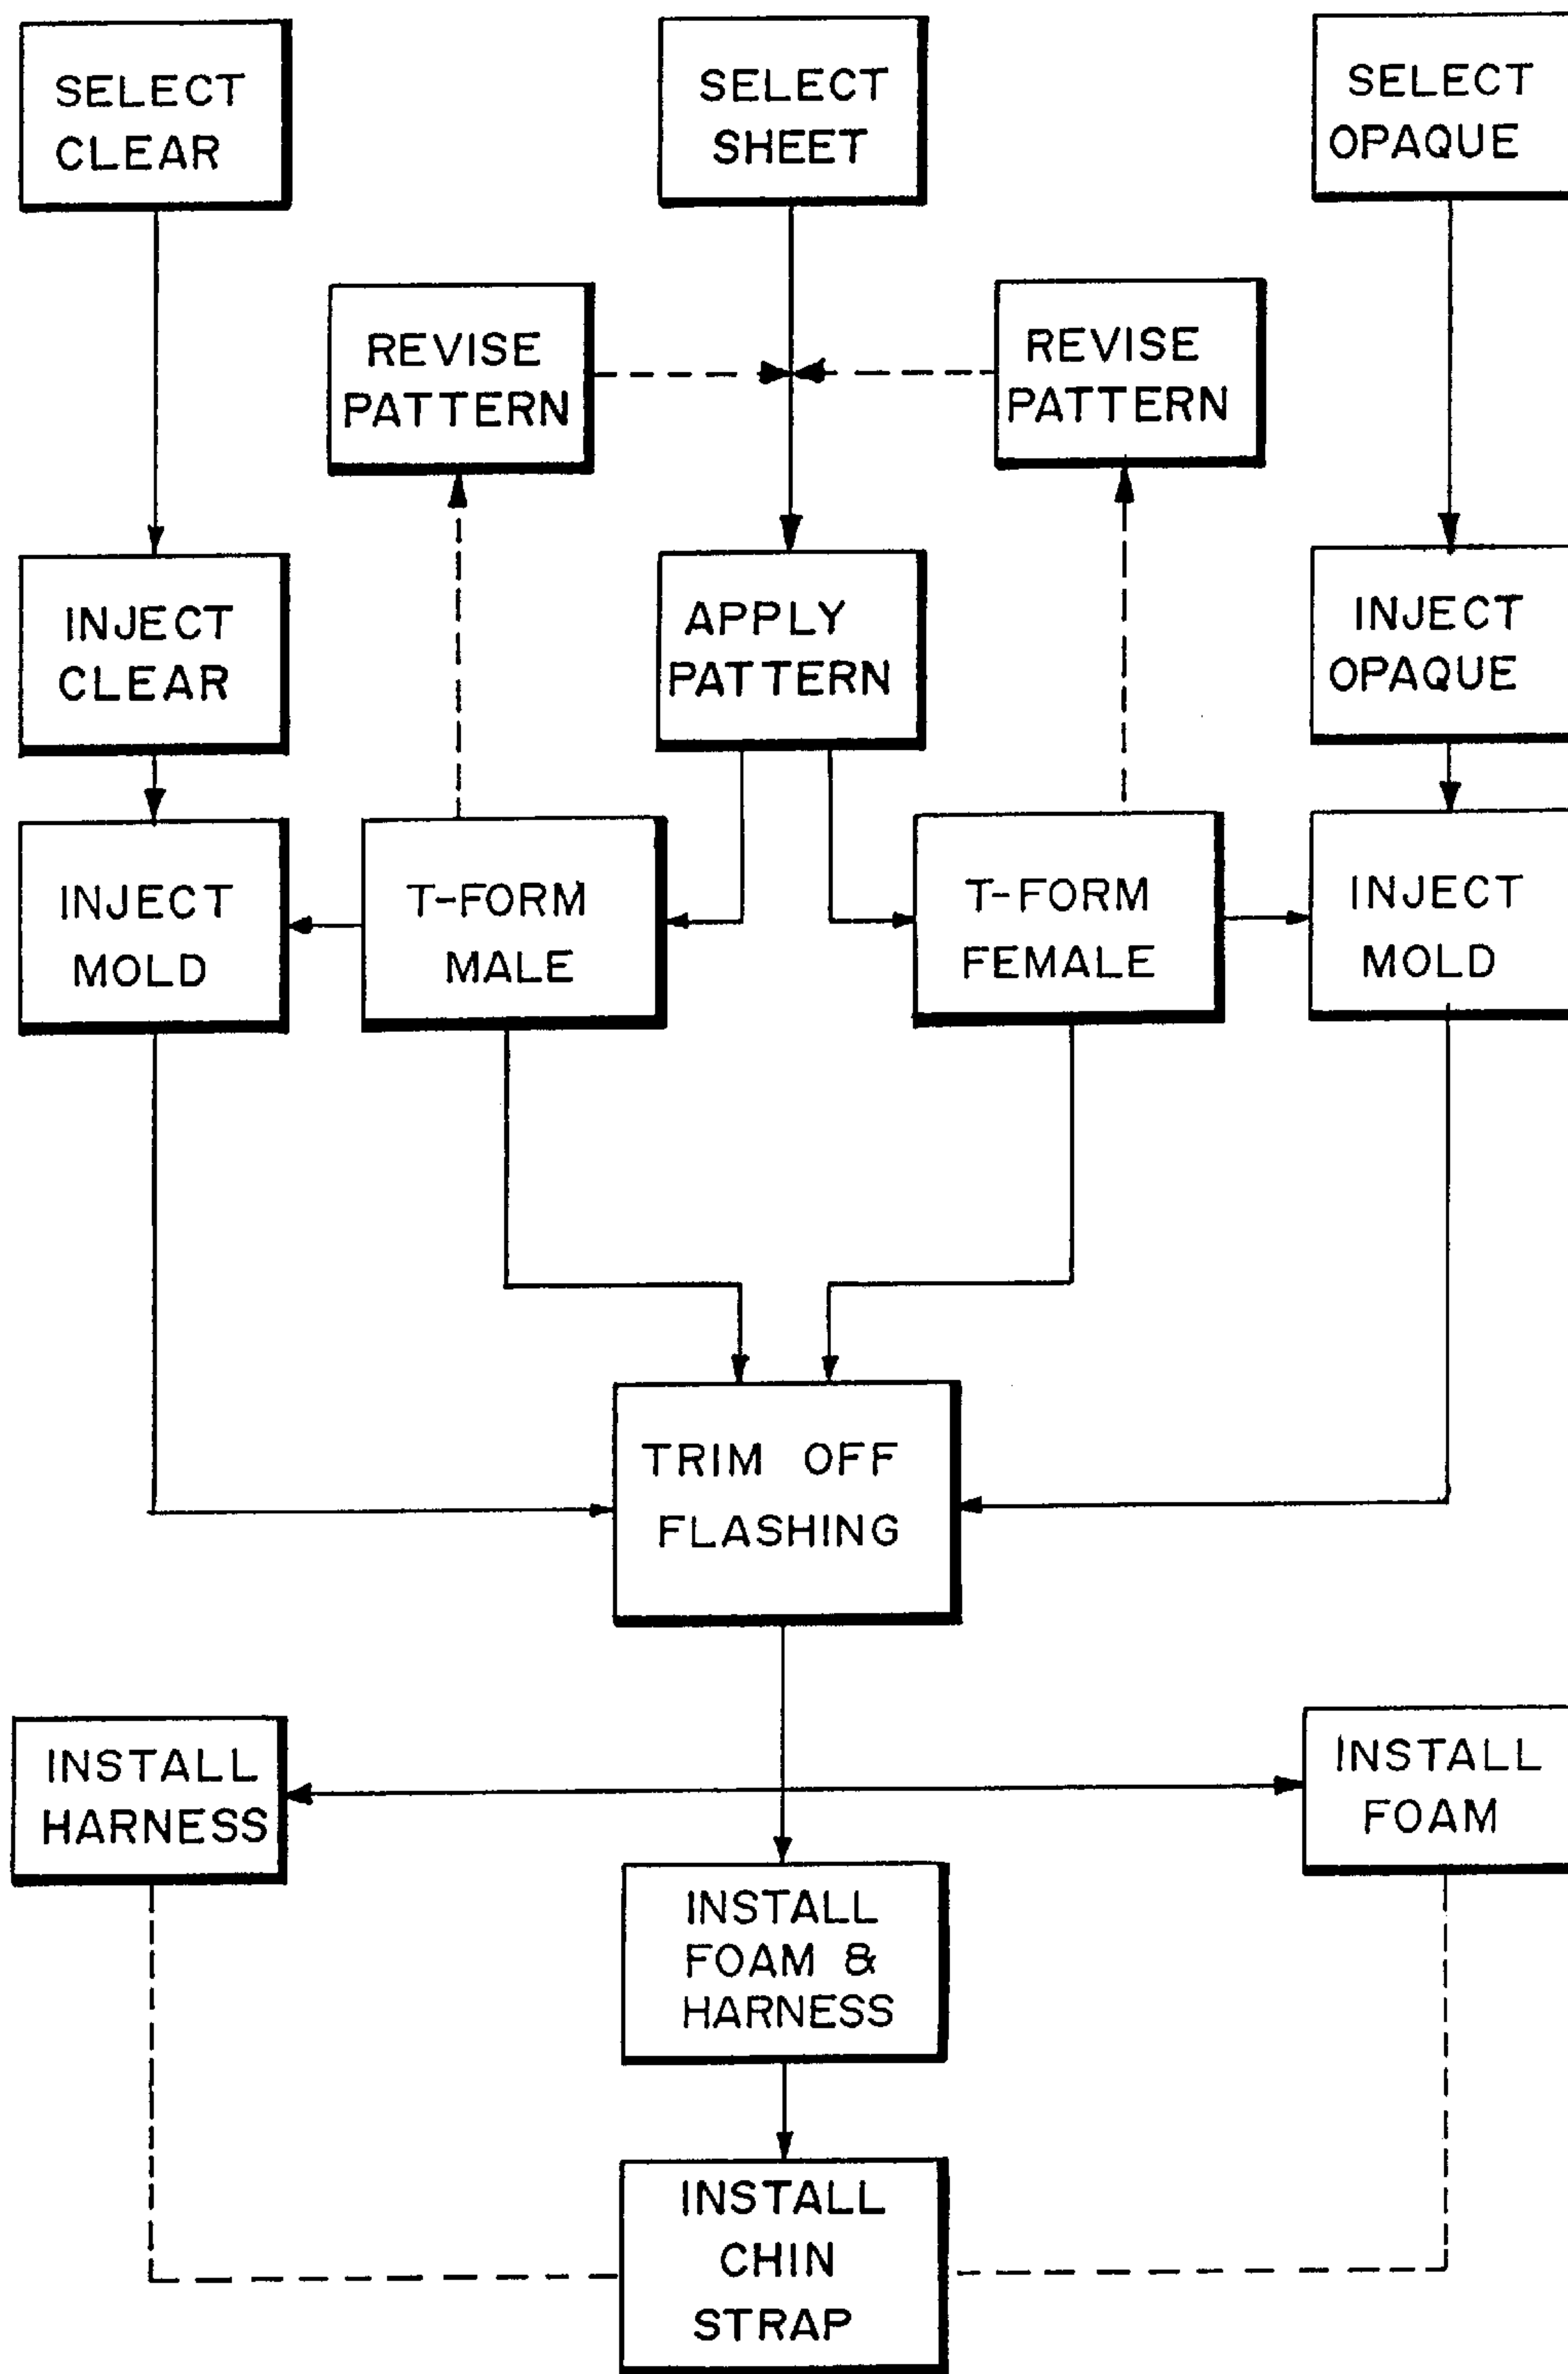 SELECT
CLEAR
SELECT
SHEET
SELECT
OPAQUE
REVISE
PATTERN
REVISE
PATTERN
INJECT
CLEAR
APPLY
PATTERN
INJECT
OPAQUE
INJECT
MOLD
T-FORM
MALE
T-FORM
FEMALE
INJECT
MOLD
TRIM OFF
FLASHING
INSTALL
HARNESS
INSTALL
FOAM
INSTALL
FOAM &
HARNESS
INSTALL
CHIN
STRAP